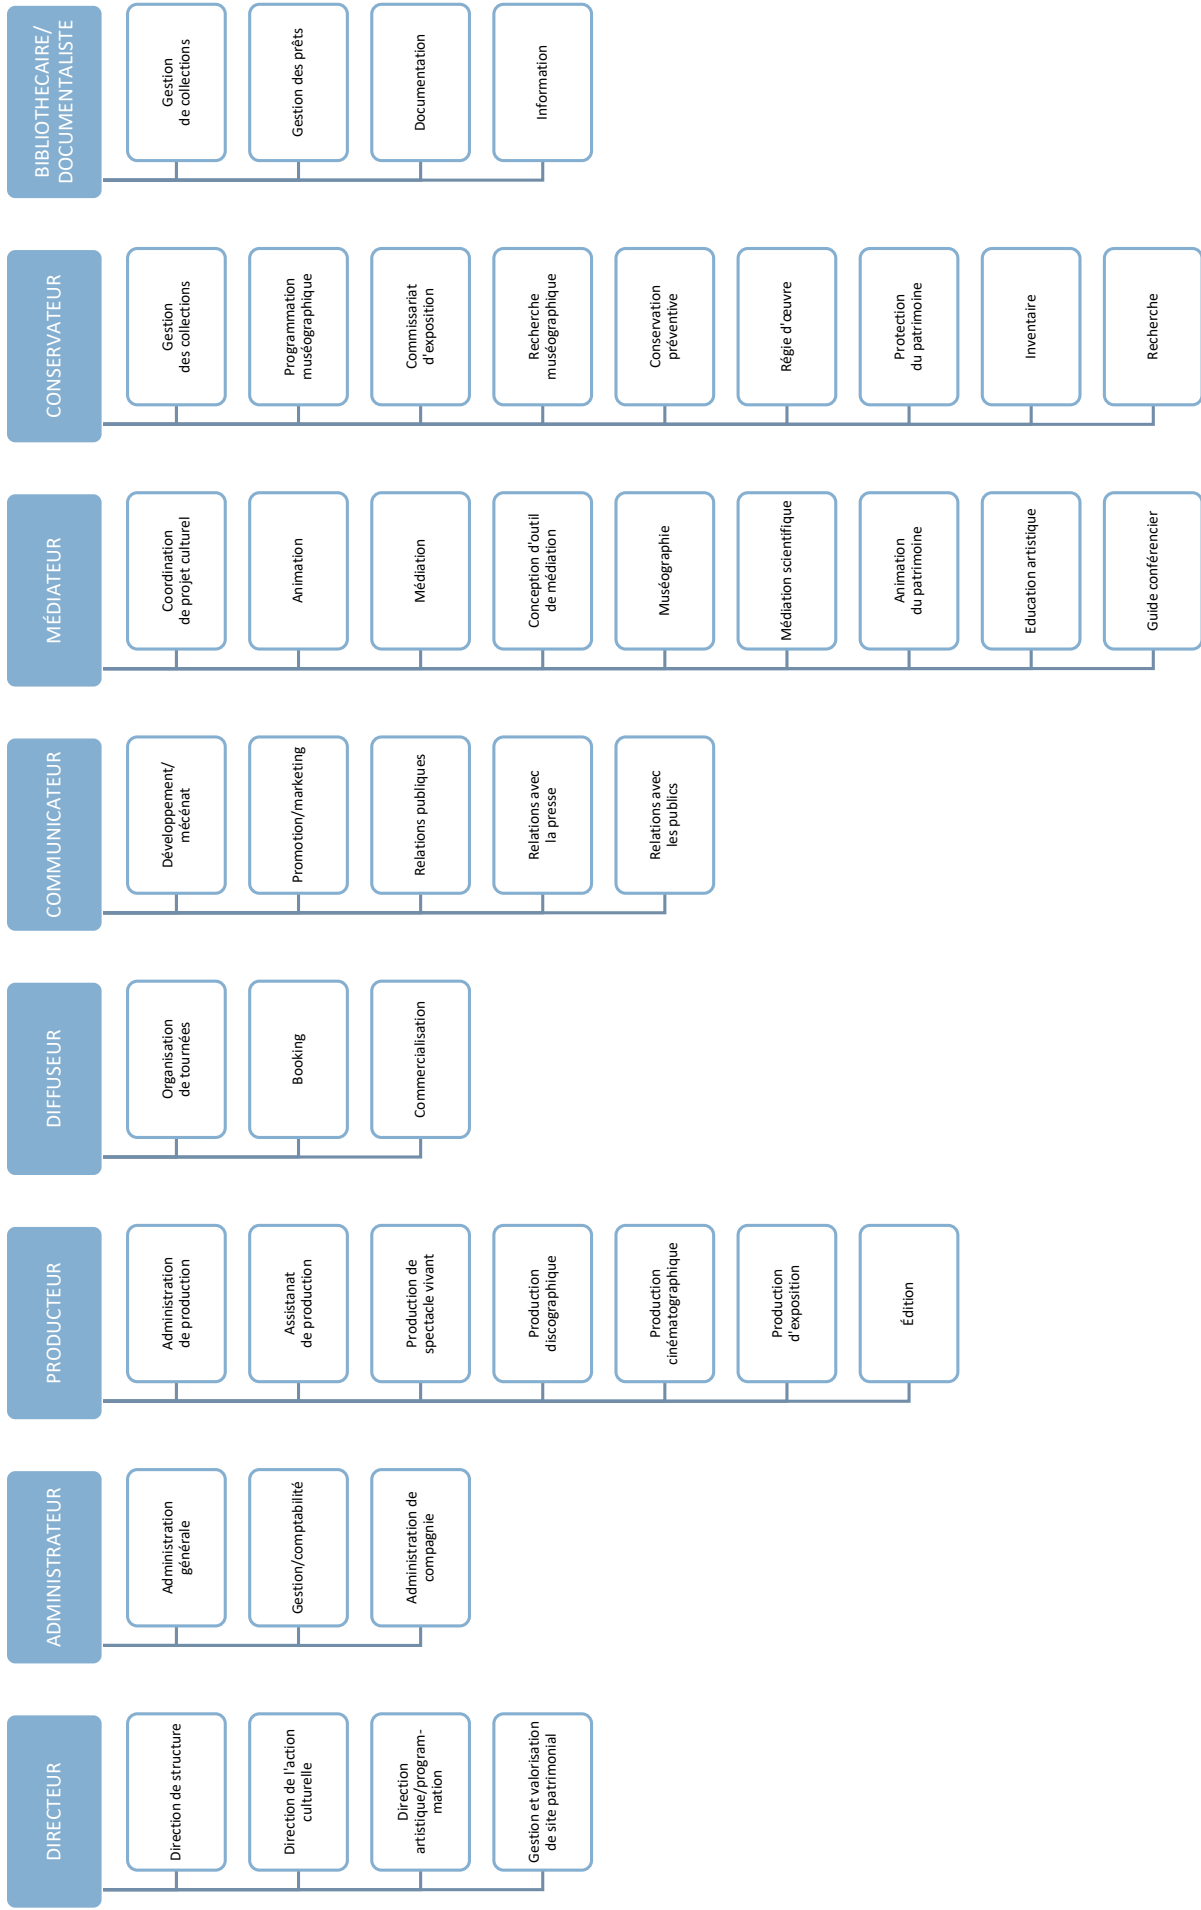 DIRECTEUR
Direction de structure
Direction de l'action
culturelle
Direction
artistique/program-
mation
Gestion et valorisation
de site patrimonial
ADMINISTRATEUR
Administration
générale
Gestion/comptabilité
Administration de
compagnie
PRODUCTEUR
Administration
de production
Assistanat
de production
Production de
spectacle vivant
Production
discographique
Production
cinématographique
Production
d'exposition
Édition
DIFFUSEUR
Organisation
de tournées
Booking
Commercialisation
COMMUNICATEUR
Développement/
mécénat
Promotion/marketing
Relations publiques
Relations avec
la presse
Relations avec
les publics
MÉDIATEUR
Coordination
de projet culturel
Animation
Médiation
Conception d'outil
de médiation
Muséographie
Médiation scientifique
Animation
du patrimoine
Education artistique
Guide conférencier
CONSERVATEUR
Gestion
des collections
Programmation
muséographique
Commissariat
d'exposition
Recherche
muséographique
Conservation
préventive
Régie d'œuvre
Protection
du patrimoine
Inventaire
Recherche
BIBLIOTHECAIRE/
DOCUMENTALISTE
Gestion
de collections
Gestion des prêts
Documentation
Information